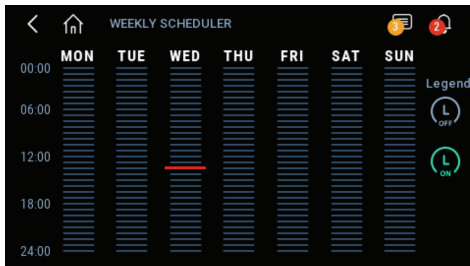 WEEKLY SCHEDULER
3
2
MON TUE WED THU FRI SAT SUN
00:00
Legend
06:00
L
OFF
12:00
L
ON
18:00
24:00